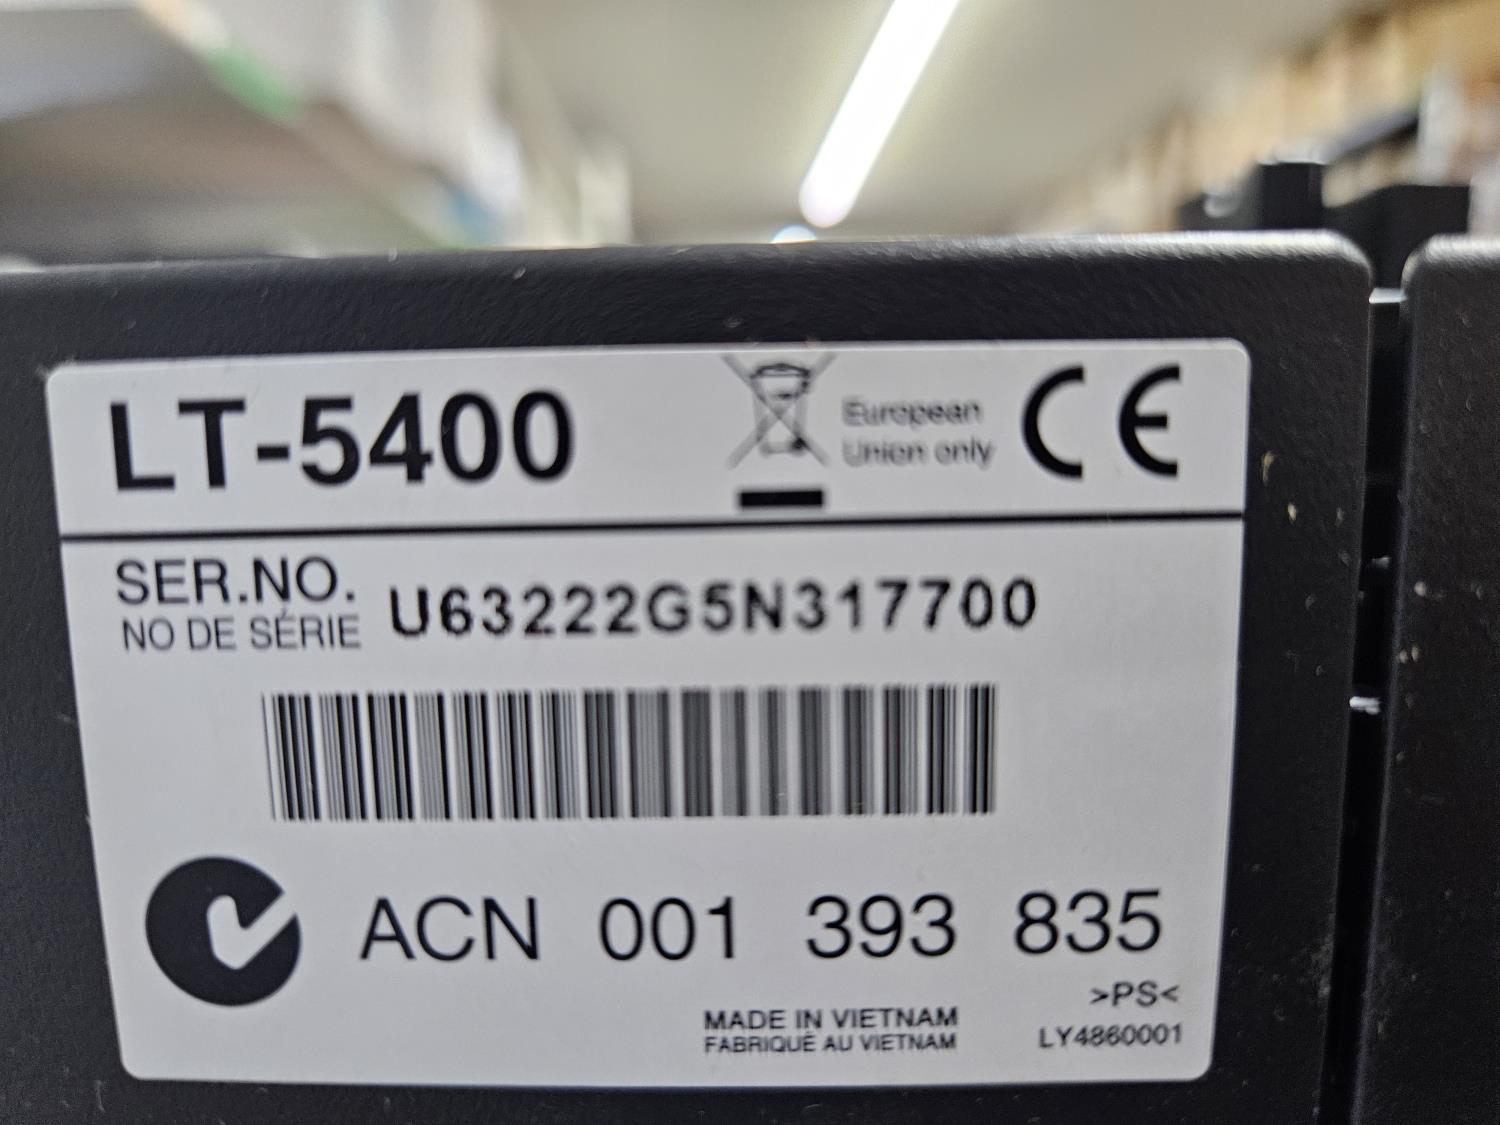 LT-5400
European
Union only
CE
SER.NO.
NO DE SÉRIE
U63222G5N317700
ACN 001 393 835
>PS<
MADE IN VIETNAM
FABRIQUÉ AU VIETNAM
LY4860001